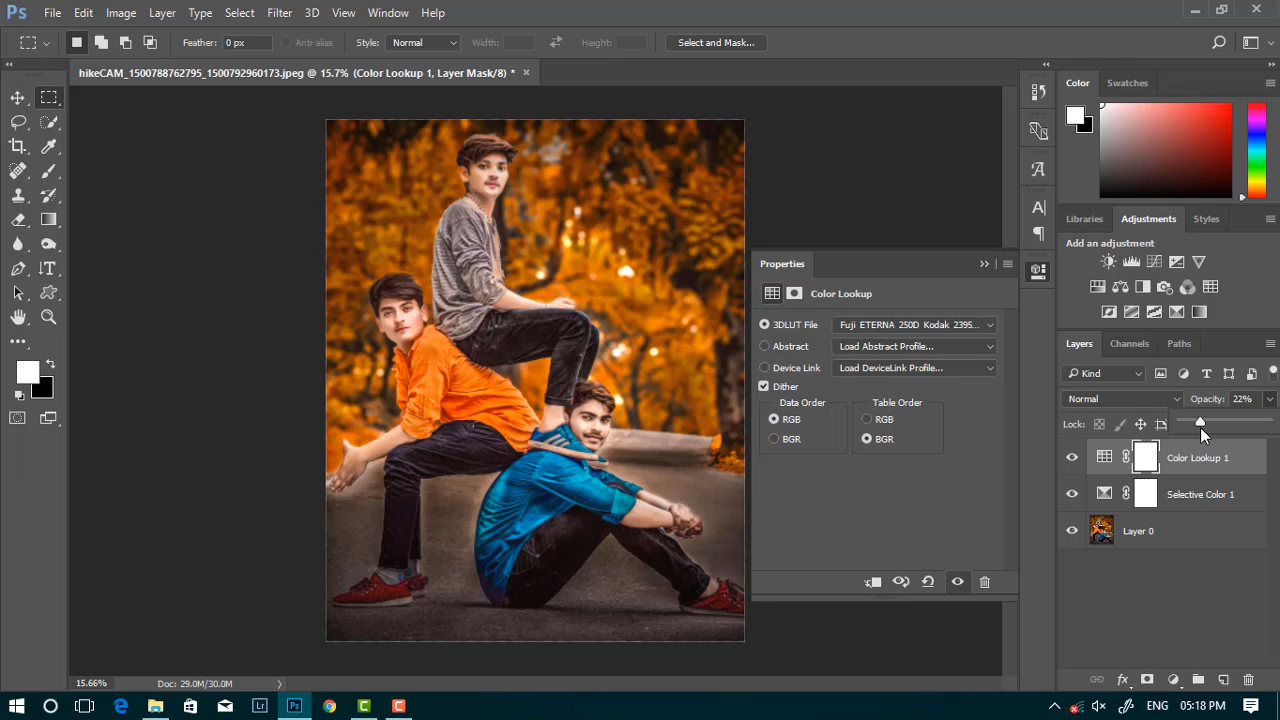 Ps File Edit Image Layer Type Select Filter 3D View Window Help
Feather: 0 px Anti-alias Style: Normal Width: Height: Select and Mask...
hikeCAM_1500788762795_1500792960173.jpeg @ 15.7% (Color Lookup 1, Layer Mask/8) *
Color Swatches
Libraries Adjustments Styles
Add an adjustment
Properties
Color Lookup
3DLUT File Fuji ETERNA 250D Kodak 2395...
Abstract Load Abstract Profile...
Device Link Load DeviceLink Profile...
Dither
Data Order Table Order
RGB RGB
BGR BGR
Layers Channels Paths
Kind
Normal Opacity: 22%
Lock:
Color Lookup 1
Selective Color 1
Layer 0
15.66% Doc: 29.0M/30.0M
Lr Ps ENG 05:18 PM